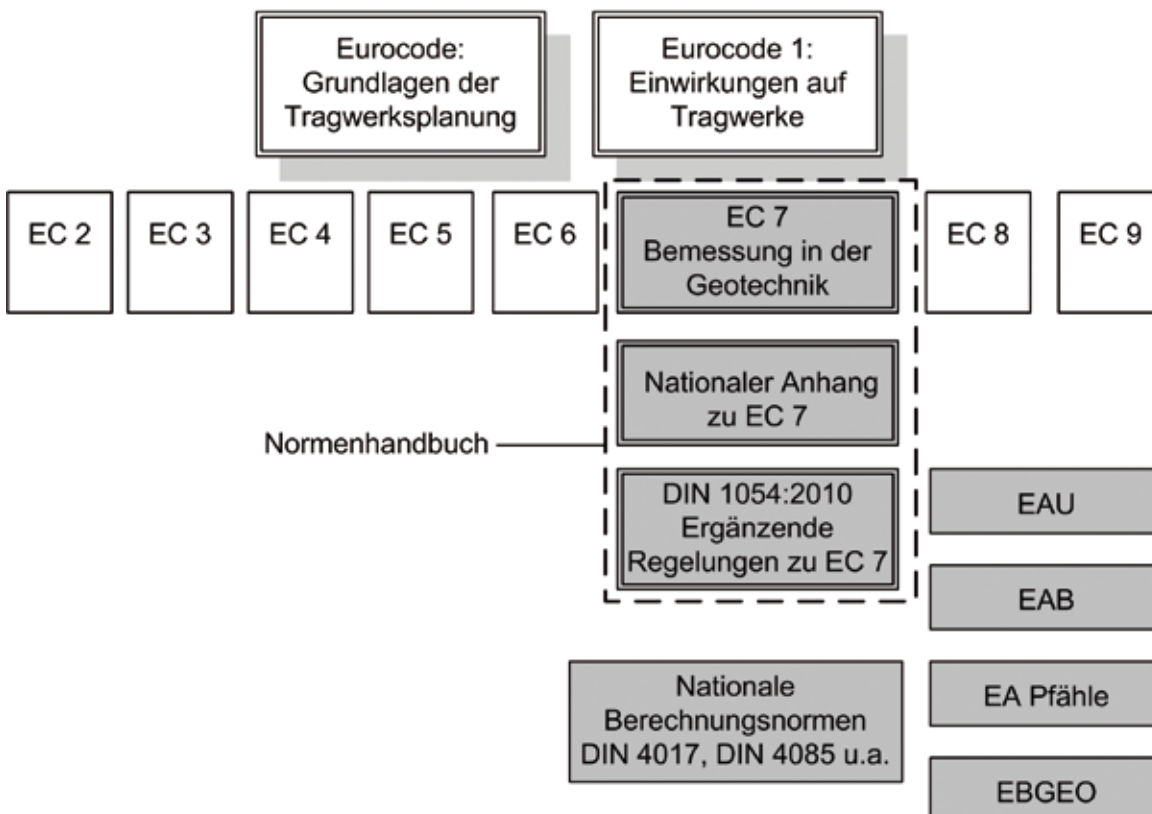 Eurocode:
Grundlagen der
Tragwerksplanung
Eurocode 1:
Einwirkungen auf
Tragwerke
EC 2
EC 3
EC 4
EC 5
EC 6
EC 7
Bemessung in der
Geotechnik
EC 8
EC 9
Nationaler Anhang
zu EC 7
Normenhandbuch
DIN 1054:2010
Ergänzende
Regelungen zu EC 7
EAU
EAB
Nationale
Berechnungsnormen
DIN 4017, DIN 4085 u.a.
EA Pfähle
EBGEO